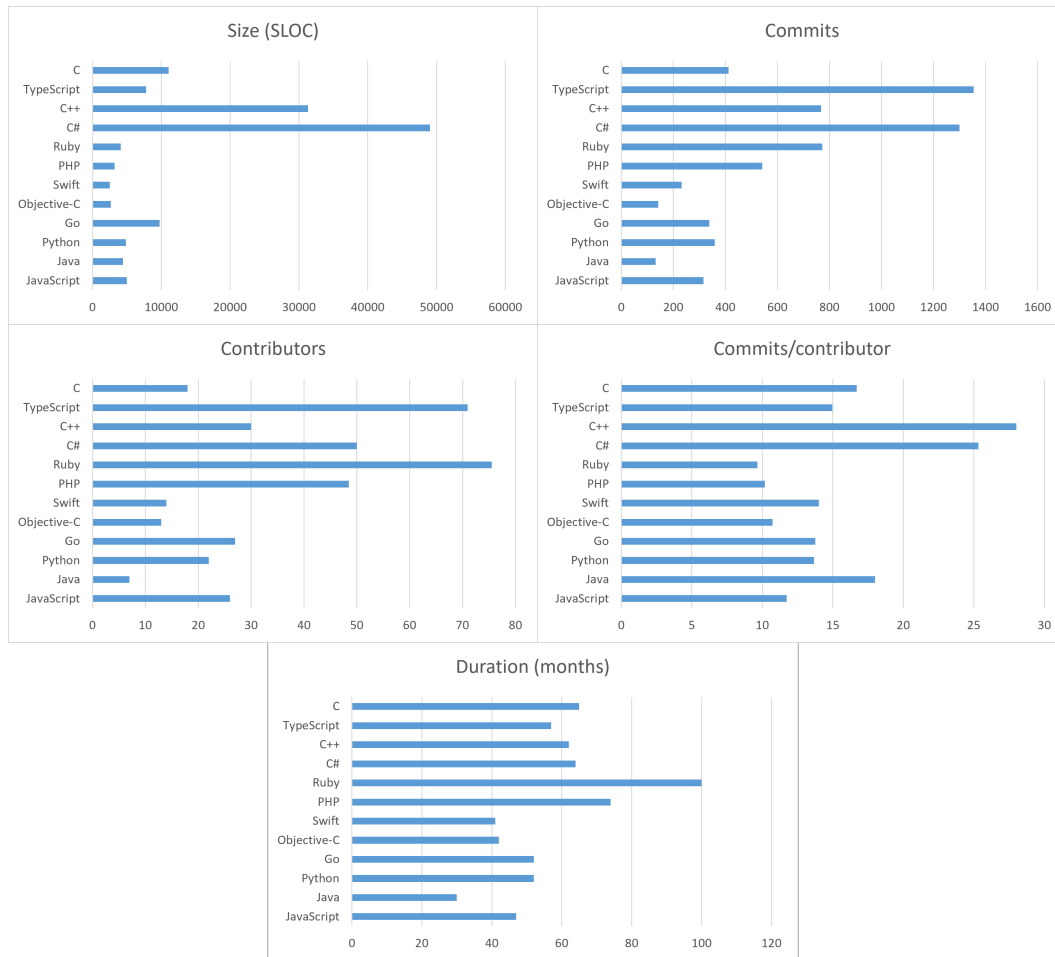 Size (SLOC)
C
TypeScript
C++
C#
Ruby
PHP
Swift
Objective-C
Go
Python
Java
JavaScript
0 10000 20000 30000 40000 50000 60000
Commits
C
TypeScript
C++
C#
Ruby
PHP
Swift
Objective-C
Go
Python
Java
JavaScript
0 200 400 600 800 1000 1200 1400 1600
Contributors
C
TypeScript
C++
C#
Ruby
PHP
Swift
Objective-C
Go
Python
Java
JavaScript
0 10 20 30 40 50 60 70 80
Commits/contributor
C
TypeScript
C++
C#
Ruby
PHP
Swift
Objective-C
Go
Python
Java
JavaScript
0 5 10 15 20 25 30
Duration (months)
C
TypeScript
C++
C#
Ruby
PHP
Swift
Objective-C
Go
Python
Java
JavaScript
0 20 40 60 80 100 120